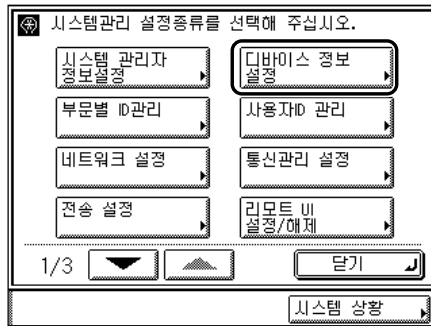 시스템관리 설정종류를 선택해 주십시오.
시스템 관리자
정보설정
디바이스 정보
설정
부문별 ID관리
사용자ID 관리
네트워크 설정
통신관리 설정
전송 설정
리모트 UI
설정/해제
1/3
닫기
시스템 상황